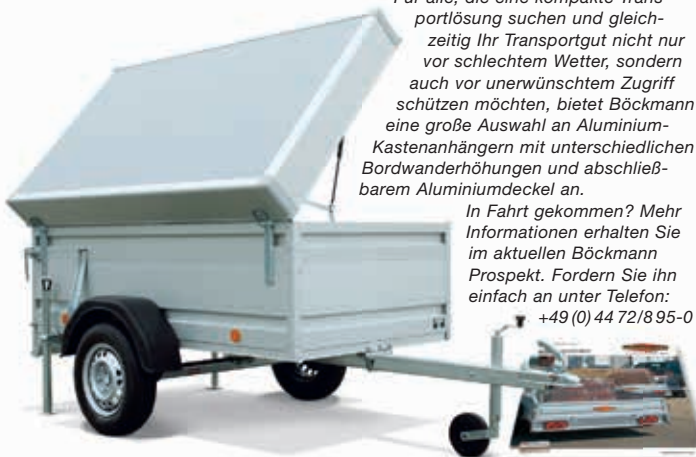 Für alle, die eine kompakte Trans-
portlösung suchen und gleich-
zeitig Ihr Transportgut nicht nur
vor schlechtem Wetter, sondern
auch vor unerwünschtem Zugriff
schützen möchten, bietet Böckmann
eine große Auswahl an Aluminium-
Kastenanhängern mit unterschiedlichen
Bordwanderhöhungen und abschließ-
barem Aluminiumdeckel an.
In Fahrt gekommen? Mehr
Informationen erhalten Sie
im aktuellen Böckmann
Prospekt. Fordern Sie ihn
einfach an unter Telefon:
+49 (0) 44 72/8 95-0